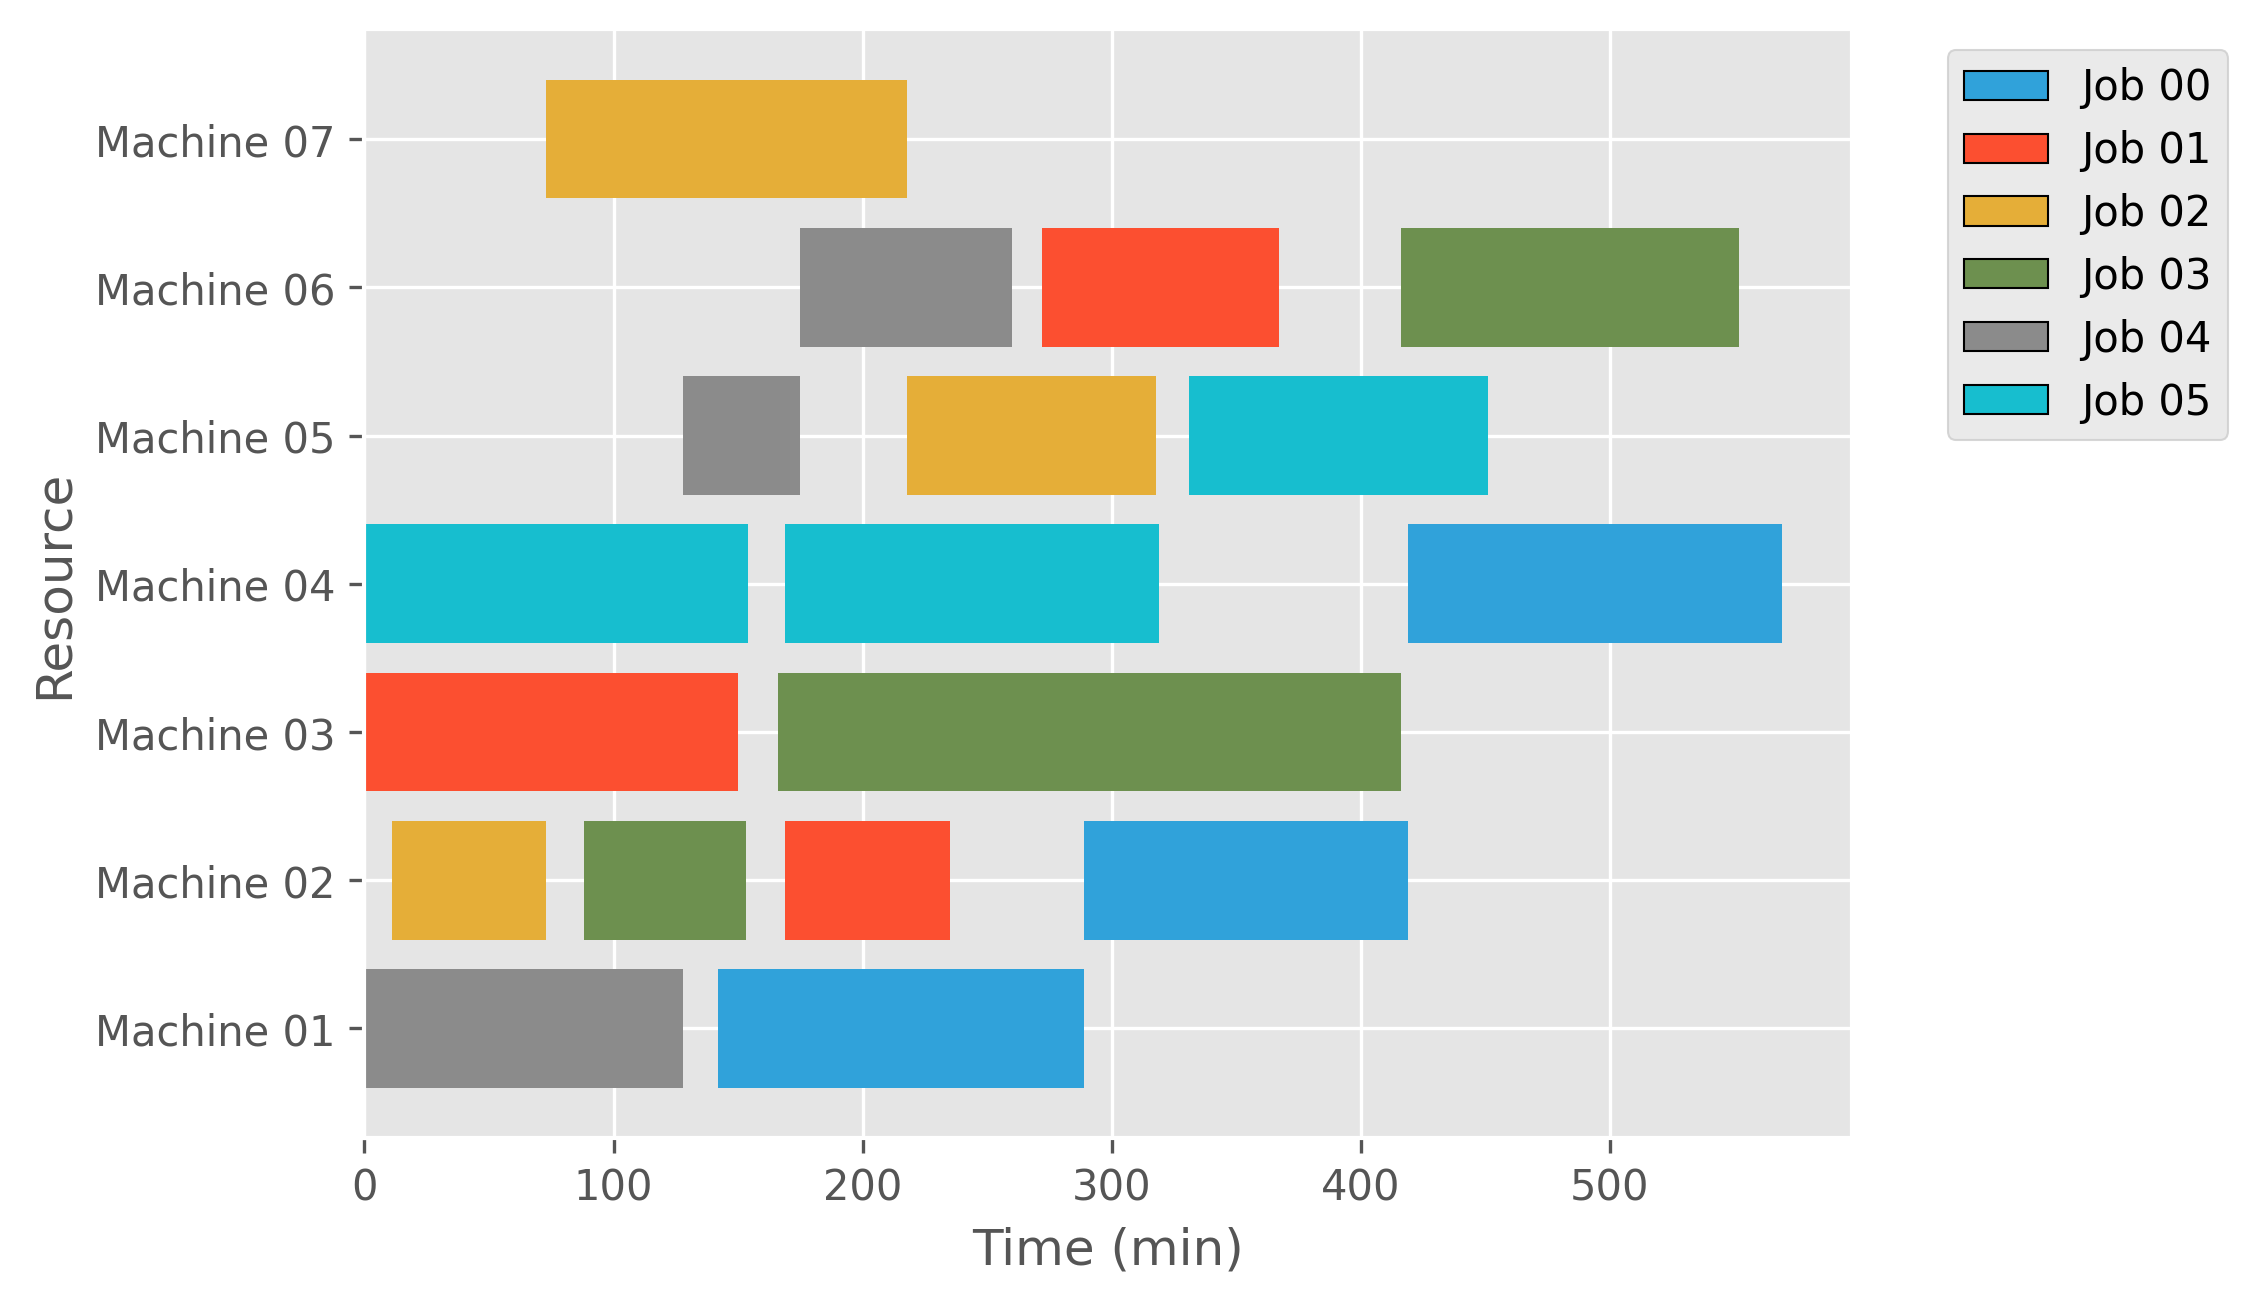 Machine 07
Machine 06
Machine 05
Machine 04
Machine 03
Machine 02
Machine 01
Resource
0 100 200 300 400 500
Time (min)
Job 00
Job 01
Job 02
Job 03
Job 04
Job 05